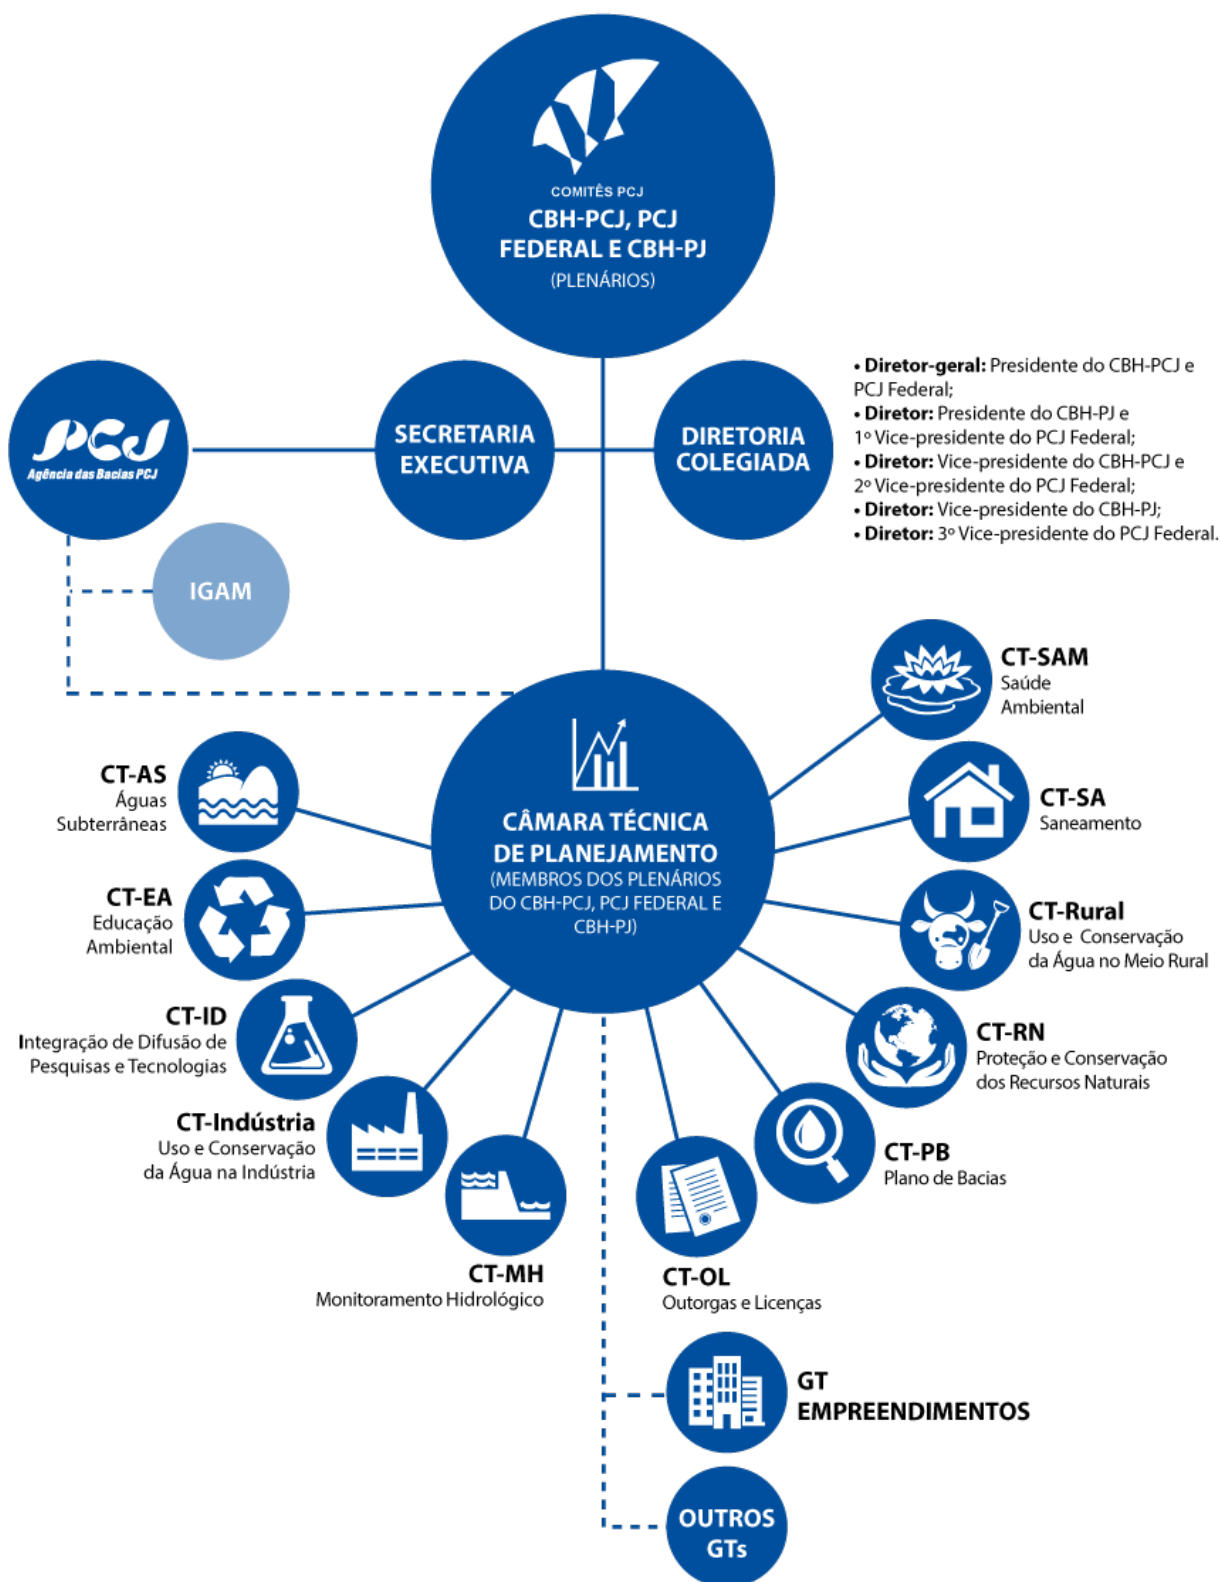 COMITÊS PCJ
CBH-PCJ, PCJ
FEDERAL E CBH-PJ
(PLENÁRIOS)
PCJ
Agência das Bacias PCJ
SECRETARIA
EXECUTIVA
DIRETORIA
COLEGIADA
• Diretor-geral: Presidente do CBH-PCJ e
PCJ Federal;
• Diretor: Presidente do CBH-PJ e
1º Vice-presidente do PCJ Federal;
• Diretor: Vice-presidente do CBH-PCJ e
2º Vice-presidente do PCJ Federal;
• Diretor: Vice-presidente do CBH-PJ;
• Diretor: 3º Vice-presidente do PCJ Federal.
IGAM
CÂMARA TÉCNICA
DE PLANEJAMENTO
(MEMBROS DOS PLENÁRIOS
DO CBH-PCJ, PCJ FEDERAL E
CBH-PJ)
CT-AS
Águas
Subterrâneas
CT-EA
Educação
Ambiental
CT-ID
Integração de Difusão de
Pesquisas e Tecnologias
CT-Indústria
Uso e Conservação
da Água na Indústria
CT-MH
Monitoramento Hidrológico
CT-SAM
Saúde
Ambiental
CT-SA
Saneamento
CT-Rural
Uso e Conservação
da Água no Meio Rural
CT-RN
Proteção e Conservação
dos Recursos Naturais
CT-PB
Plano de Bacias
CT-OL
Outorgas e Licenças
GT
EMPREENDIMENTOS
OUTROS
GTs